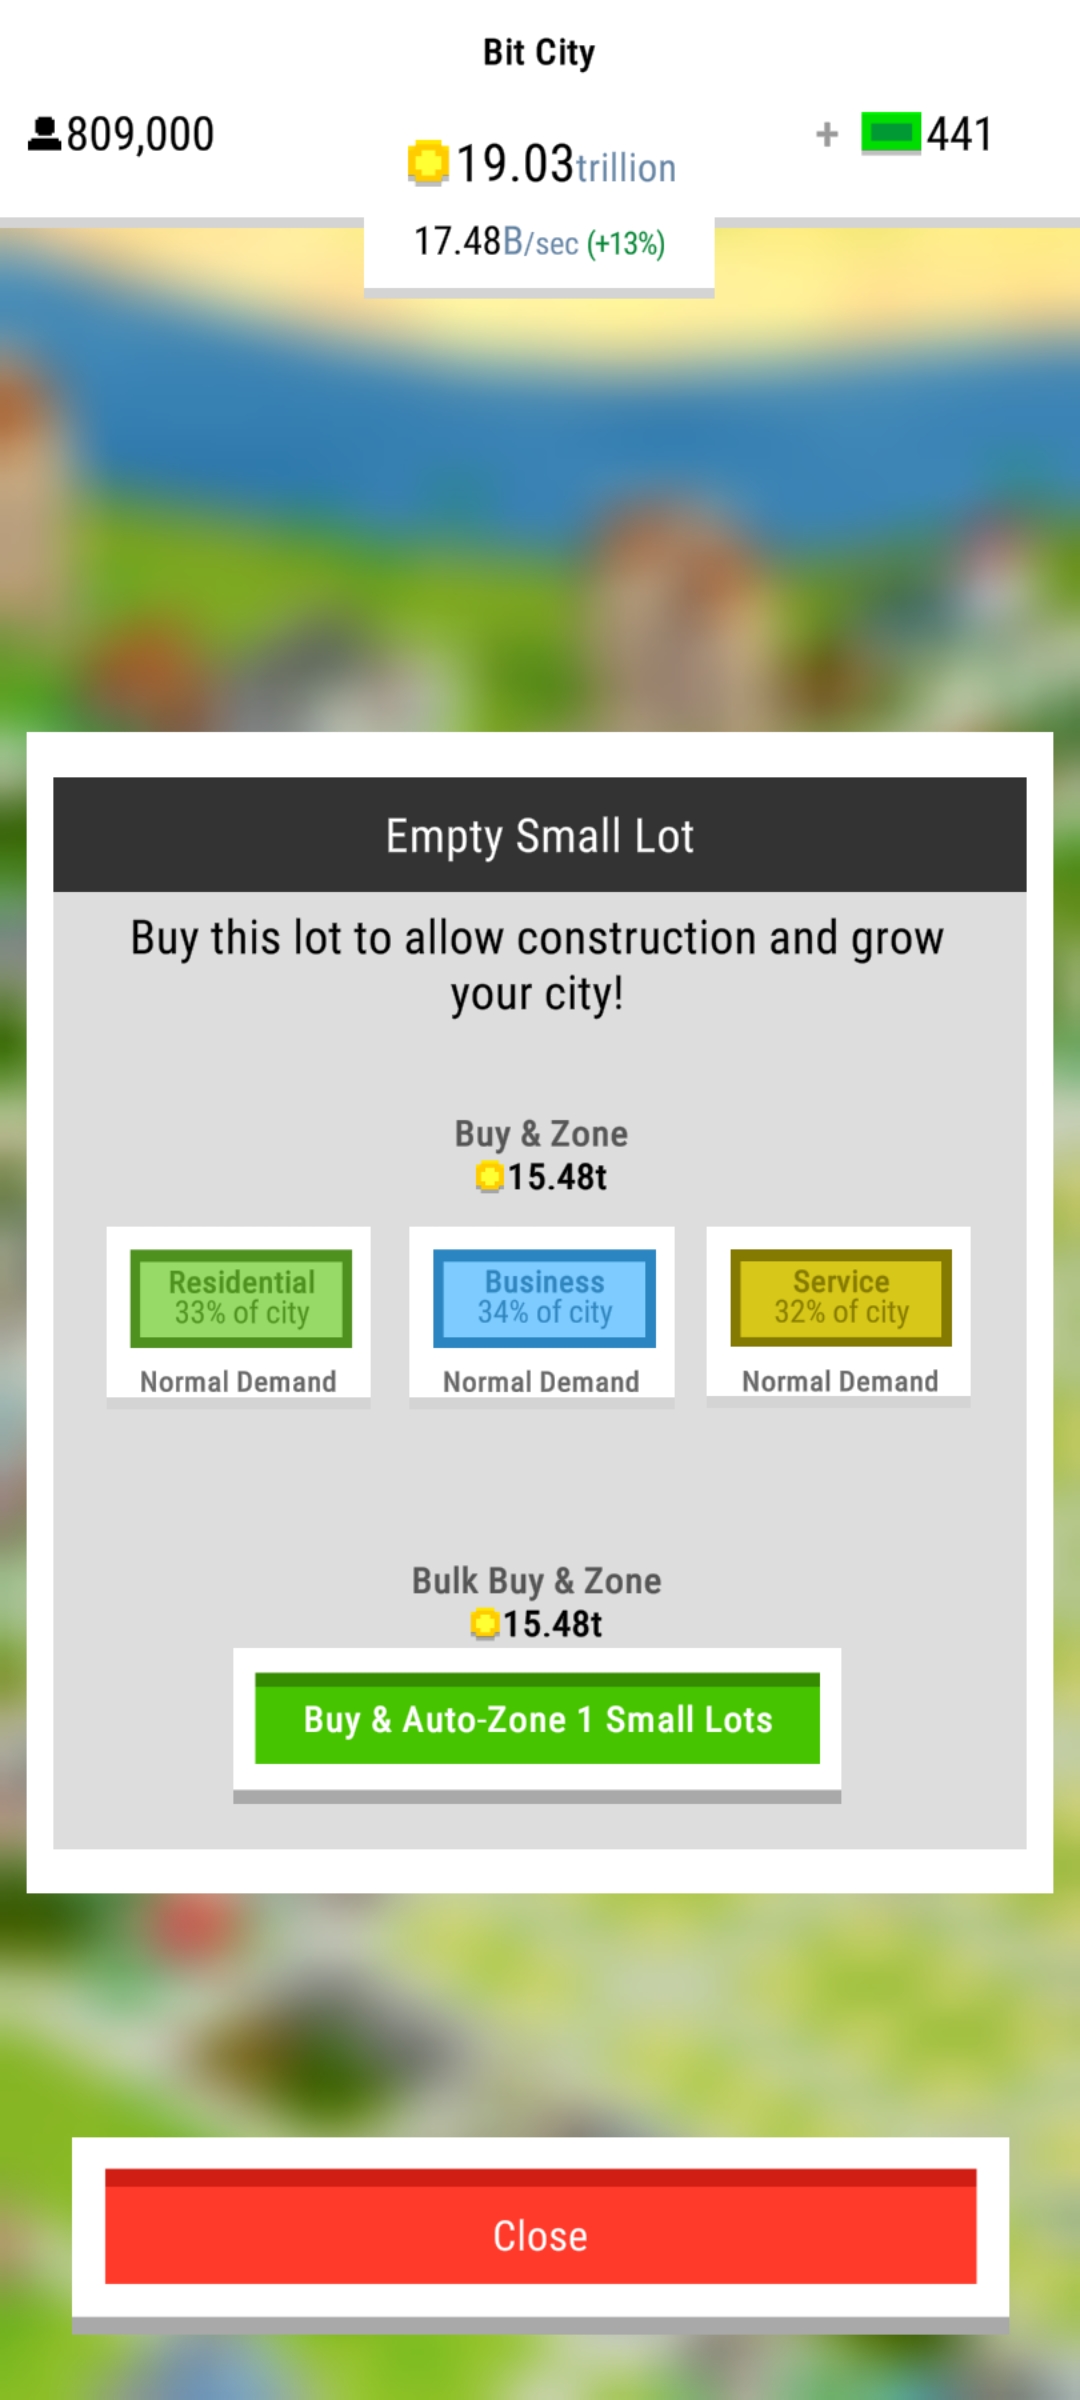 Bit City
809,000
19.03trillion
+ 441
17.48B/sec (+13%)
Empty Small Lot
Buy this lot to allow construction and grow
your city!
Buy & Zone
15.48t
Residential
33% of city
Normal Demand
Business
34% of city
Normal Demand
Service
32% of city
Normal Demand
Bulk Buy & Zone
15.48t
Buy & Auto-Zone 1 Small Lots
Close